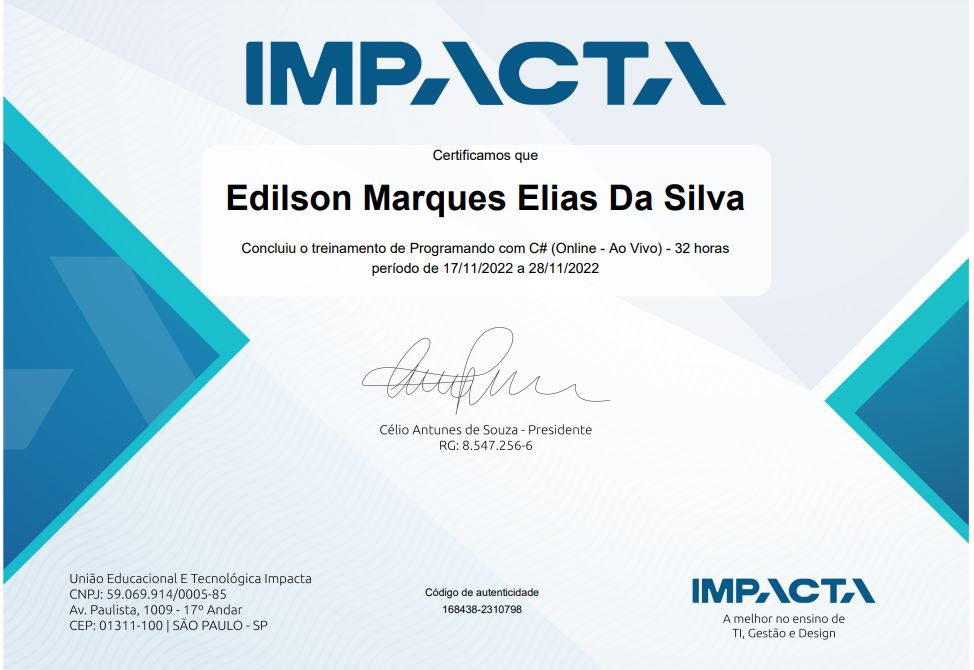 IMPACTA
Certificamos que
Edilson Marques Elias Da Silva
Concluiu o treinamento de Programando com C# (Online - Ao Vivo) - 32 horas
período de 17/11/2022 a 28/11/2022
Célio Antunes de Souza - Presidente
RG: 8.547.256-6
União Educacional E Tecnológica Impacta
CNPJ: 59.069.914/0005-85
Av. Paulista, 1009 - 17º Andar
CEP: 01311-100 | SÃO PAULO - SP
Código de autenticidade
168438-2310798
IMPACTA
A melhor no ensino de
TI, Gestão e Design